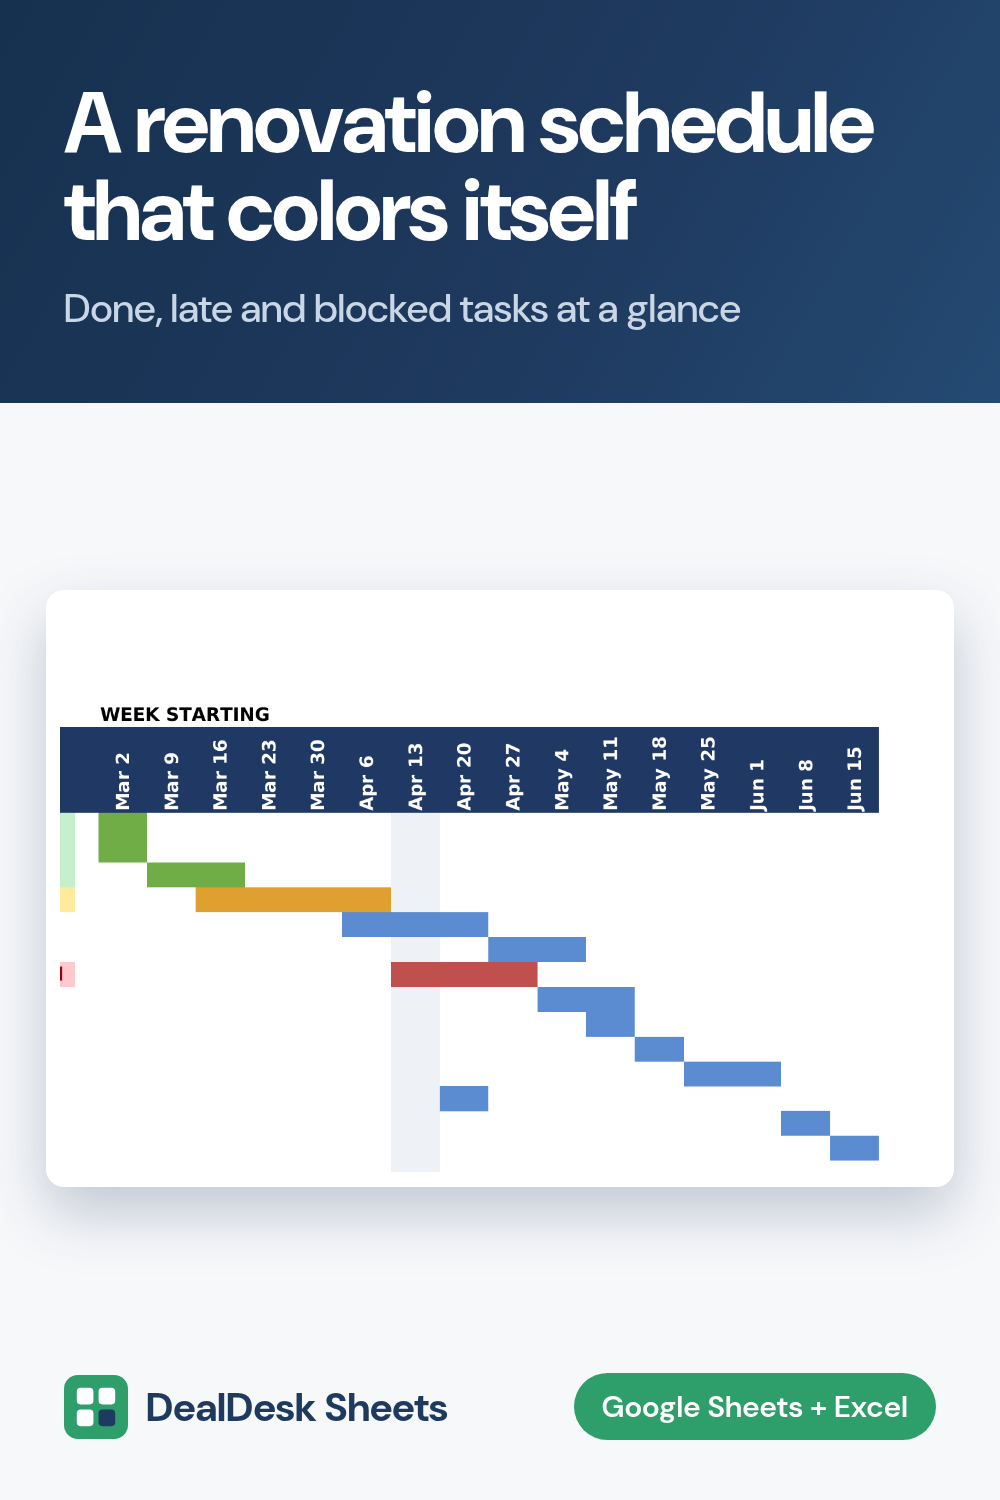 A renovation schedule
that colors itself
Done, late and blocked tasks at a glance
WEEK STARTING
Mar 2
Mar 9
Mar 16
Mar 23
Mar 30
Apr 6
Apr 13
Apr 20
Apr 27
May 4
May 11
May 18
May 25
Jun 1
Jun 8
Jun 15
DealDesk Sheets
Google Sheets + Excel